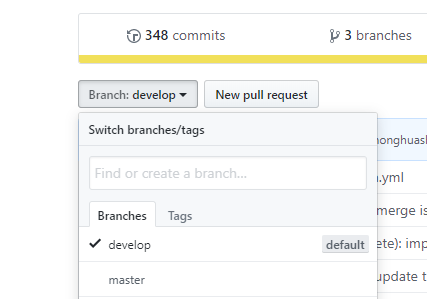 348 commits
3 branches
Branch: develop
New pull request
Switch branches/tags
Find or create a branch...
Branches
Tags
.yml
merge is
develop
default
ete): imp
master
update t